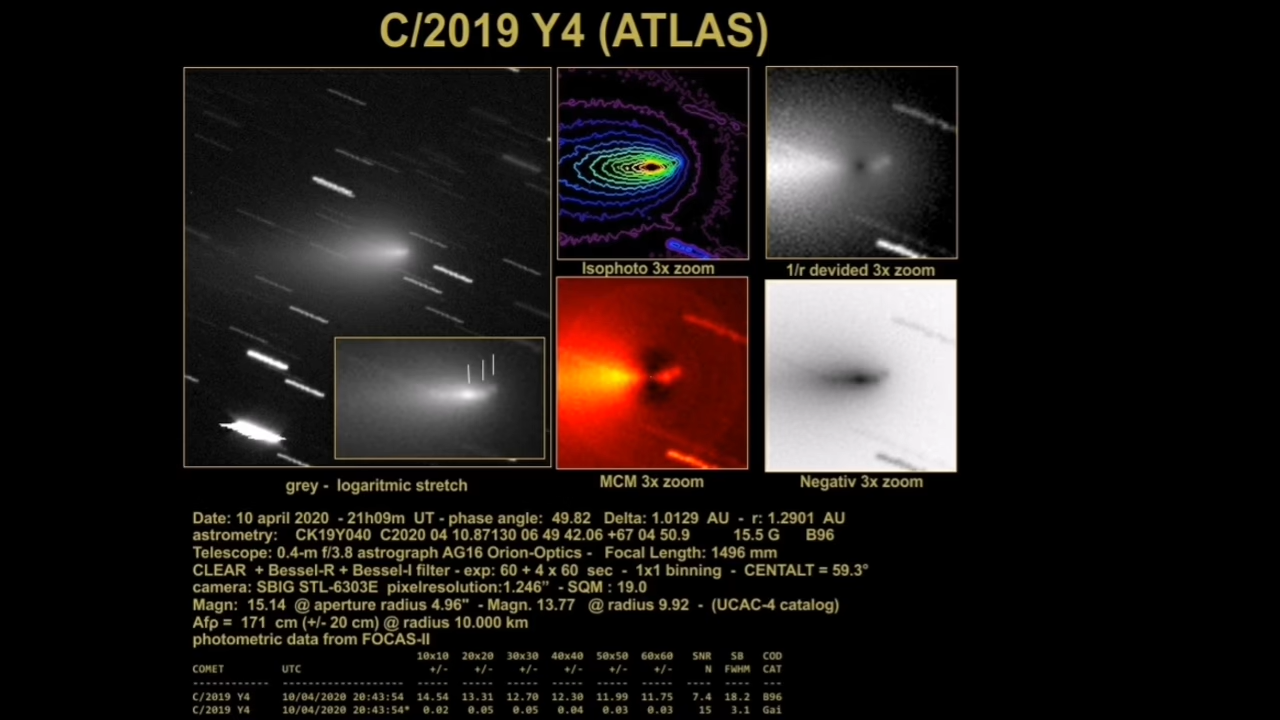 C/2019 Y4 (ATLAS)
Isophoto 3x zoom
1/r devided 3x zoom
grey - logaritmic stretch
MCM 3x zoom
Negativ 3x zoom
Date: 10 april 2020 - 21h09m UT - phase angle: 49.82 Delta: 1.0129 AU - r: 1.2901 AU
astrometry: CK19Y040 C2020 04 10.87130 06 49 42.06 +67 04 50.9 15.5 G B96
Telescope: 0.4-m f/3.8 astrograph AG16 Orion-Optics - Focal Length: 1496 mm
CLEAR + Bessel-R + Bessel-I filter - exp: 60 + 4 x 60 sec - 1x1 binning - CENTALT = 59.3°
camera: SBIG STL-6303E pixelresolution:1.246” - SQM : 19.0
Magn: 15.14 @ aperture radius 4.96" - Magn. 13.77 @ radius 9.92 - (UCAC-4 catalog)
Afρ = 171 cm (+/- 20 cm) @ radius 10.000 km
photometric data from FOCAS-II
10x10 20x20 30x30 40x40 50x50 60x60 SNR SB COD
COMET UTC +/- +/- +/- +/- +/- +/- N FWHM CAT
------------ ------------------- ----- ----- ----- ----- ----- ----- ---- ---- ---
C/2019 Y4 10/04/2020 20:43:54 14.54 13.31 12.70 12.30 11.99 11.75 7.4 18.2 B96
C/2019 Y4 10/04/2020 20:43:54* 0.02 0.05 0.05 0.04 0.03 0.03 15 3.1 Gai